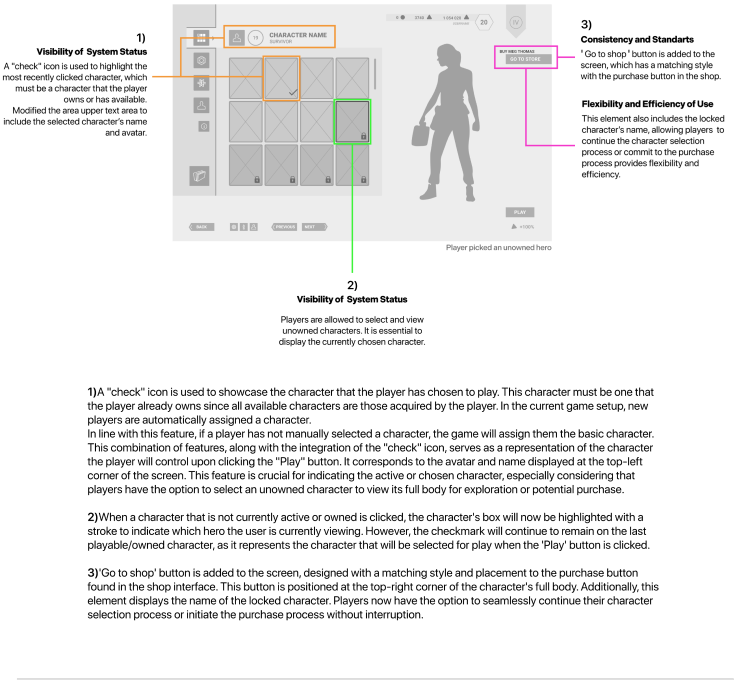 1)
Visibility of System Status
A "check" icon is used to highlight the
most recently clicked character, which
must be a character that the player
owns or has available.
Modified the area upper text area to
include the selected character's name
and avatar.
19
CHARACTER NAME
SURVIVOR
20
IV
BUY MEG THOMAS
GO TO STORE
PLAY
+100%
BACK
PREVIOUS
NEXT
Player picked an unowned hero
3)
Consistency and Standarts
'Go to shop' button is added to the
screen, which has a matching style
with the purchase button in the shop.
Flexibility and Efficiency of Use
This element also includes the locked
character's name, allowing players to
continue the character selection
process or commit to the purchase
process provides flexibility and
efficiency.
2)
Visibility of System Status
Players are allowed to select and view
unowned characters. It is essential to
display the currently chosen character.
1)A "check" icon is used to showcase the character that the player has chosen to play. This character must be one that
the player already owns since all available characters are those acquired by the player. In the current game setup, new
players are automatically assigned a character.
In line with this feature, if a player has not manually selected a character, the game will assign them the basic character.
This combination of features, along with the integration of the "check" icon, serves as a representation of the character
the player will control upon clicking the "Play" button. It corresponds to the avatar and name displayed at the top-left
corner of the screen. This feature is crucial for indicating the active or chosen character, especially considering that
players have the option to select an unowned character to view its full body for exploration or potential purchase.
2)When a character that is not currently active or owned is clicked, the character's box will now be highlighted with a
stroke to indicate which hero the user is currently viewing. However, the checkmark will continue to remain on the last
playable/owned character, as it represents the character that will be selected for play when the 'Play' button is clicked.
3)'Go to shop' button is added to the screen, designed with a matching style and placement to the purchase button
found in the shop interface. This button is positioned at the top-right corner of the character's full body. Additionally, this
element displays the name of the locked character. Players now have the option to seamlessly continue their character
selection process or initiate the purchase process without interruption.